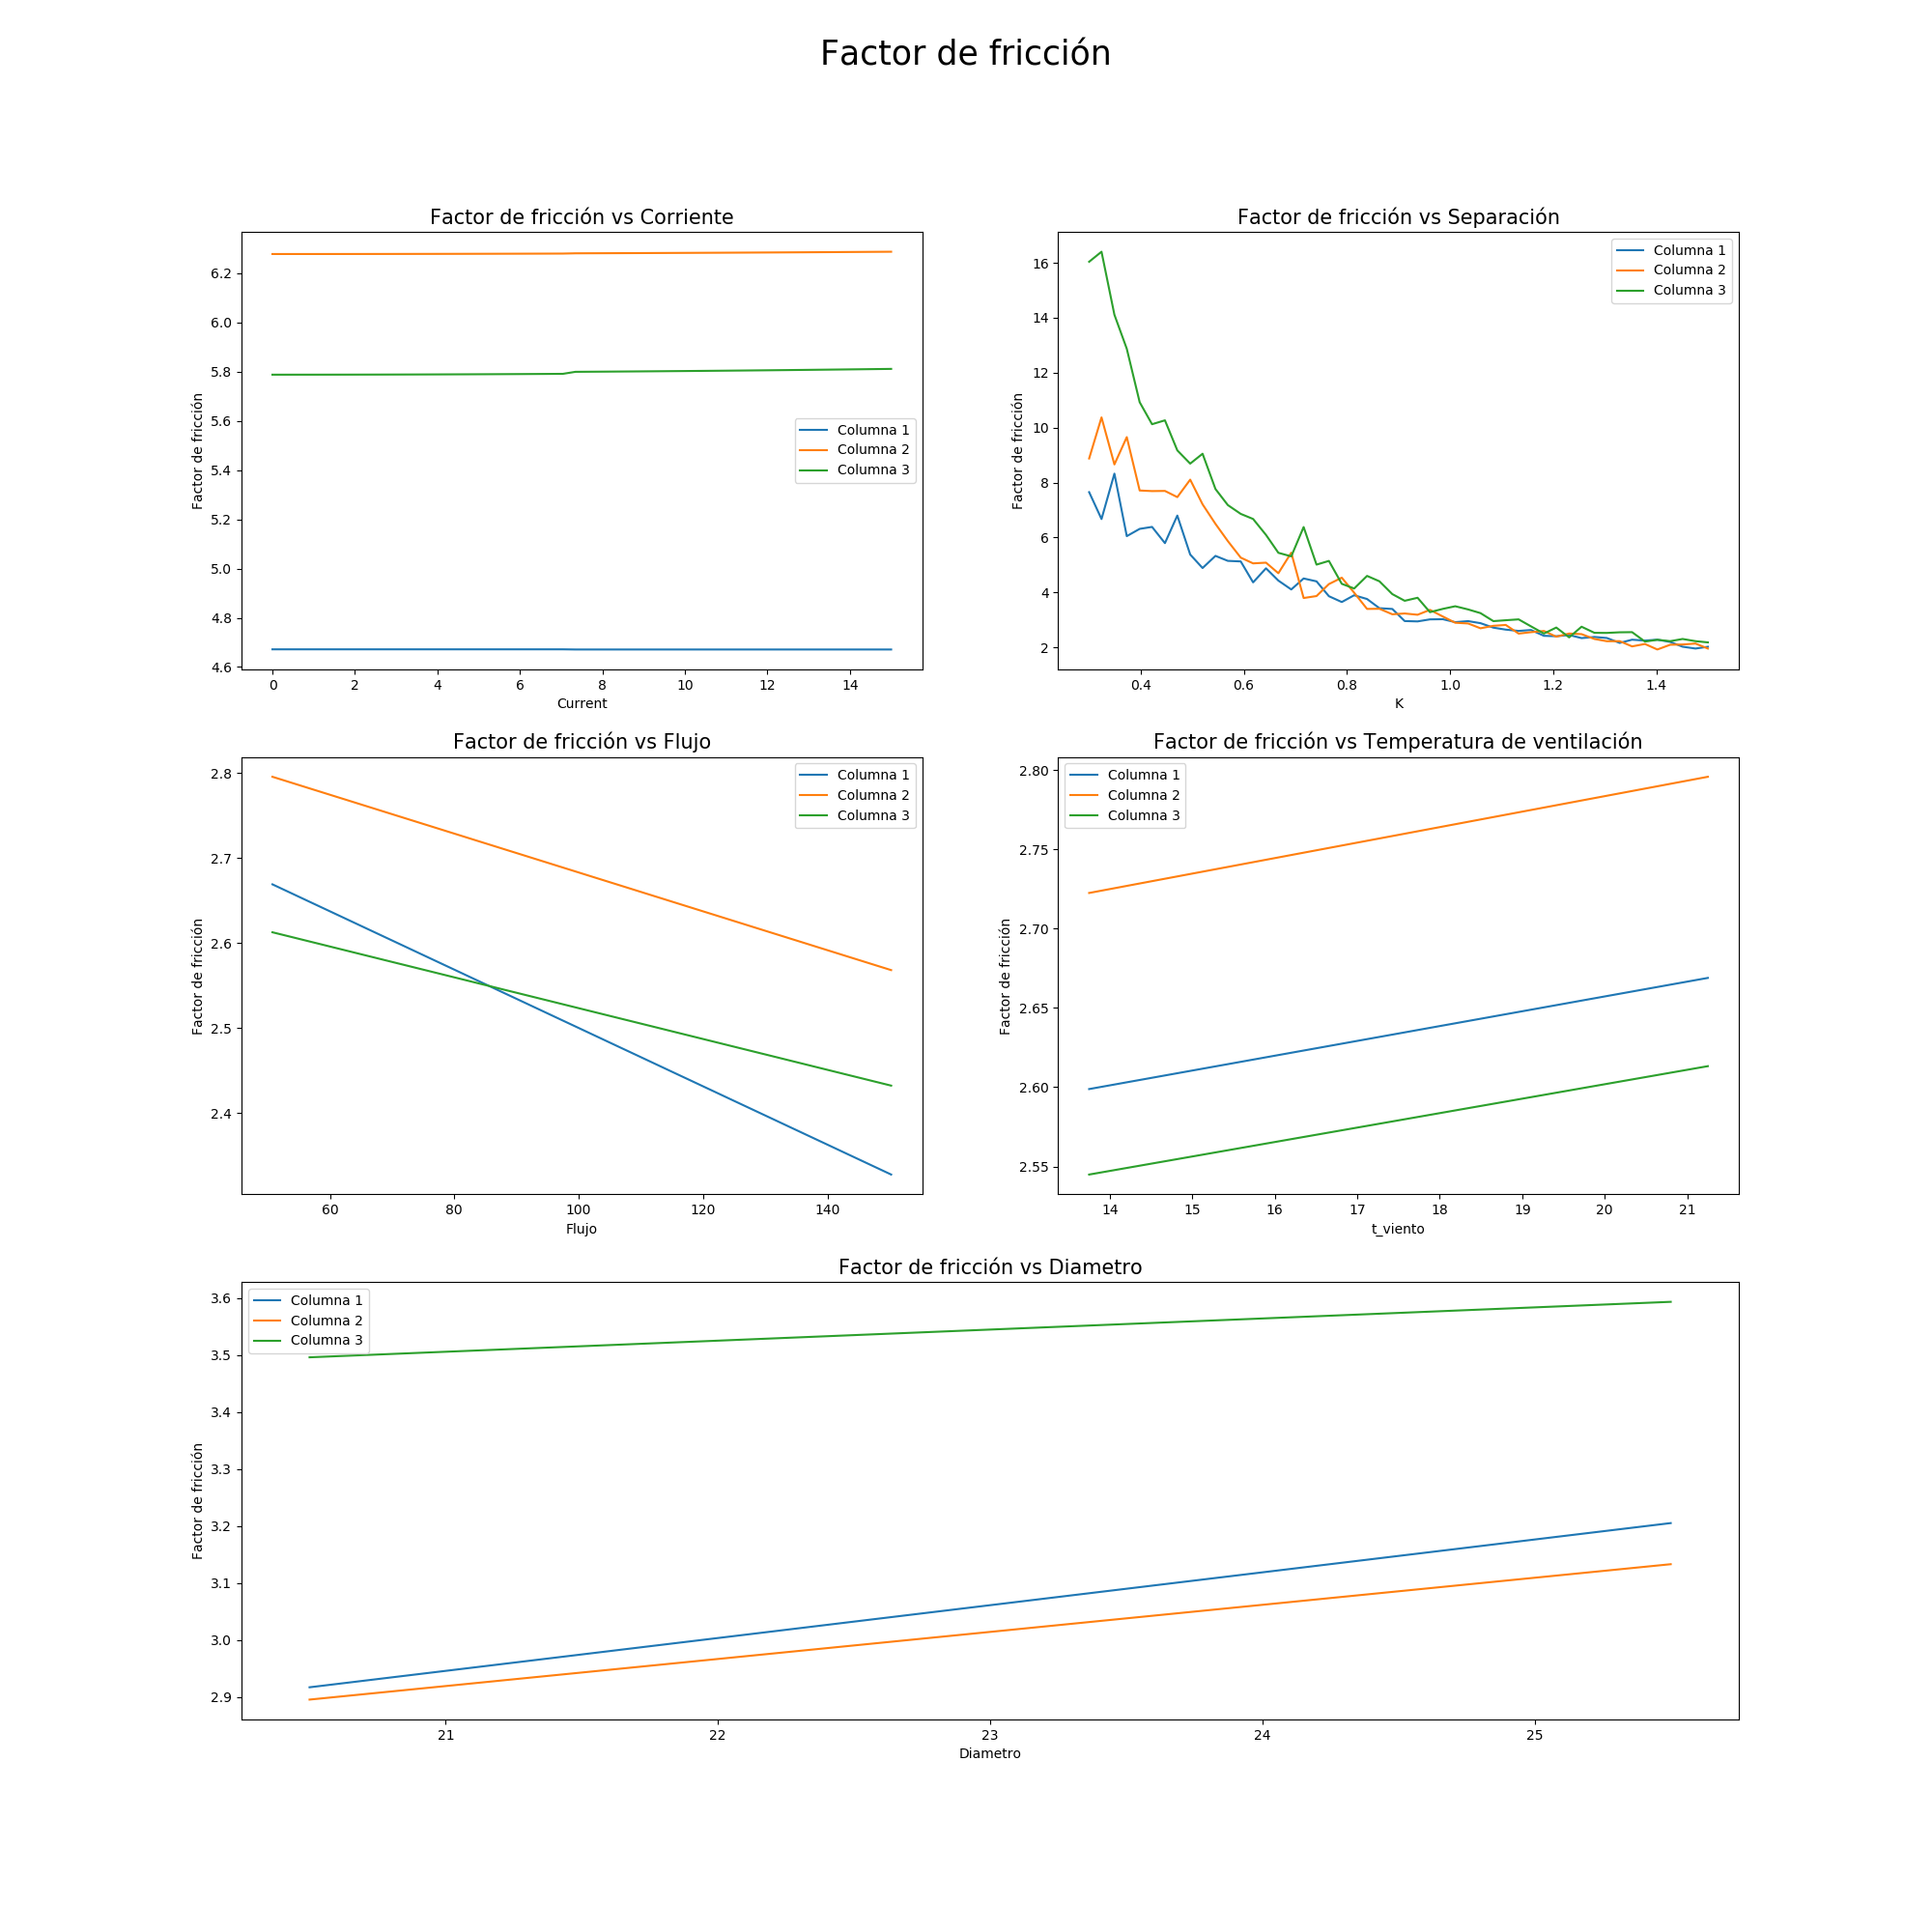 Factor de fricción
Factor de fricción vs Corriente
Factor de fricción
6.2
6.0
5.8
5.6
5.4
5.2
5.0
4.8
4.6
Columna 1
Columna 2
Columna 3
0 2 4 6 8 10 12 14
Current
Factor de fricción vs Separación
Factor de fricción
16
14
12
10
8
6
4
2
Columna 1
Columna 2
Columna 3
0.4 0.6 0.8 1.0 1.2 1.4
K
Factor de fricción vs Flujo
Factor de fricción
2.8
2.7
2.6
2.5
2.4
Columna 1
Columna 2
Columna 3
60 80 100 120 140
Flujo
Factor de fricción vs Temperatura de ventilación
Factor de fricción
2.80
2.75
2.70
2.65
2.60
2.55
Columna 1
Columna 2
Columna 3
14 15 16 17 18 19 20 21
t_viento
Factor de fricción vs Diametro
Factor de fricción
3.6
3.5
3.4
3.3
3.2
3.1
3.0
2.9
Columna 1
Columna 2
Columna 3
21 22 23 24 25
Diametro